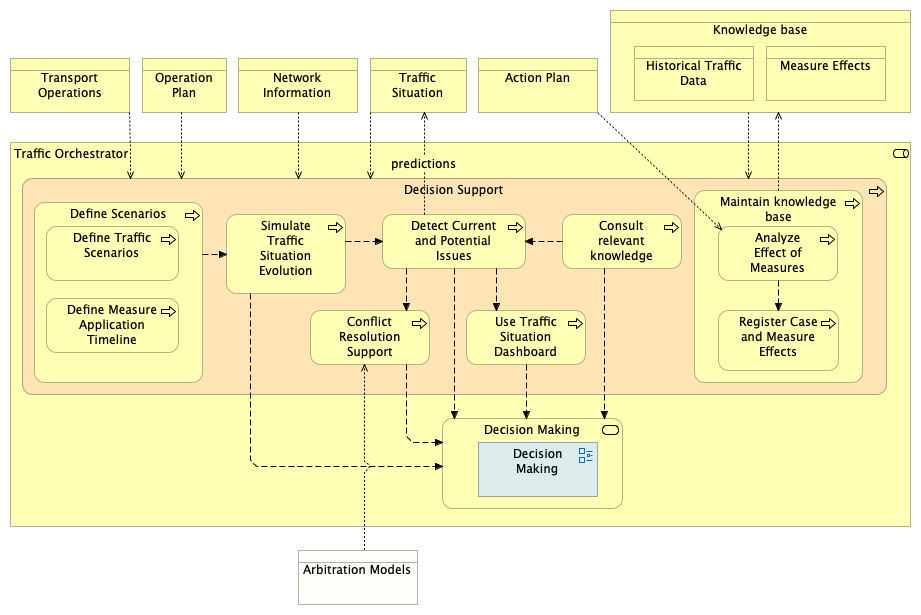 Knowledge base
Historical Traffic
Data
Measure Effects
Transport
Operations
Operation
Plan
Network
Information
Traffic
Situation
Action Plan
Traffic Orchestrator
predictions
Decision Support
Define Scenarios
Define Traffic
Scenarios
Define Measure
Application
Timeline
Simulate
Traffic
Situation
Evolution
Detect Current
and Potential
Issues
Consult
relevant
knowledge
Maintain knowledge
base
Analyze
Effect of
Measures
Conflict
Resolution
Support
Use Traffic
Situation
Dashboard
Register Case
and Measure
Effects
Decision Making
Decision
Making
Arbitration Models